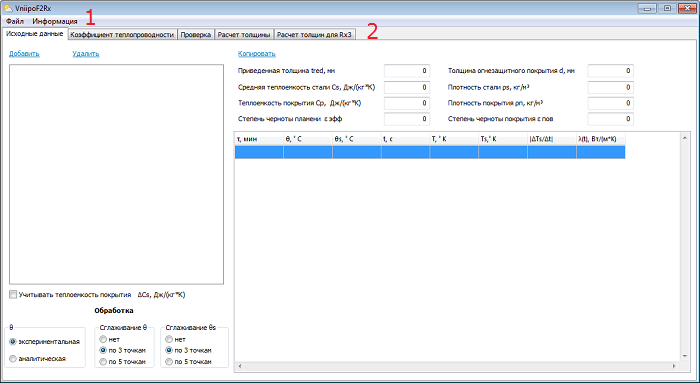 VniipoF2Rx
Файл Информация 1
Исходные данные Коэффициент теплопроводности Проверка Расчет толщины Расчет толщин для Rx3 2
Добавить Удалить Копировать
Приведенная толщина tred, мм 0 Толщина огнезащитного покрытия d, мм 0
Средняя теплоемкость стали Cs, Дж/(кг*К) 0 Плотность стали ρs, кг/м³ 0
Теплоемкость покрытия Cp, Дж/(кг*К) 0 Плотность покрытия ρп, кг/м³ 0
Степень черноты пламени ε эфф 0 Степень черноты покрытия ε пов 0
τ, мин θ, ° C θs, ° C t, c T, ° K Ts,° K |ΔTs/Δt| λ(t), Вт/(м*К)
Учитывать теплоемкость покрытия ΔCs, Дж/(кг*К)
Обработка
θ Сглаживание θ Сглаживание θs
экспериментальная нет нет
по 3 точкам по 3 точкам
аналитическая по 5 точкам по 5 точкам